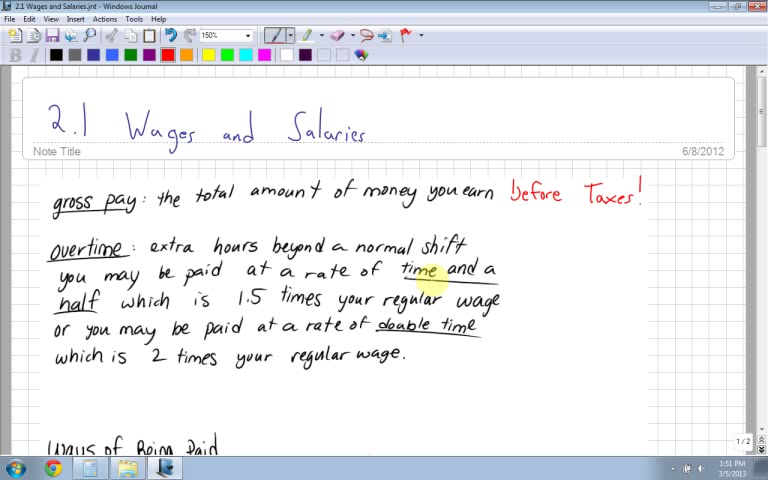 2.1 Wages and Salaries.jnt - Windows Journal
File Edit View Insert Actions Tools Help
150%
B I
2.1 Wages and Salaries
Note Title
6/8/2012
gross pay: the total amount of money you earn before Taxes!
overtime: extra hours beyond a normal shift
you may be paid at a rate of time and a
half which is 1.5 times your regular wage
or you may be paid at a rate of double time
which is 2 times your regular wage.
Ways of Being Paid
1 / 2
1:51 PM
3/5/2013